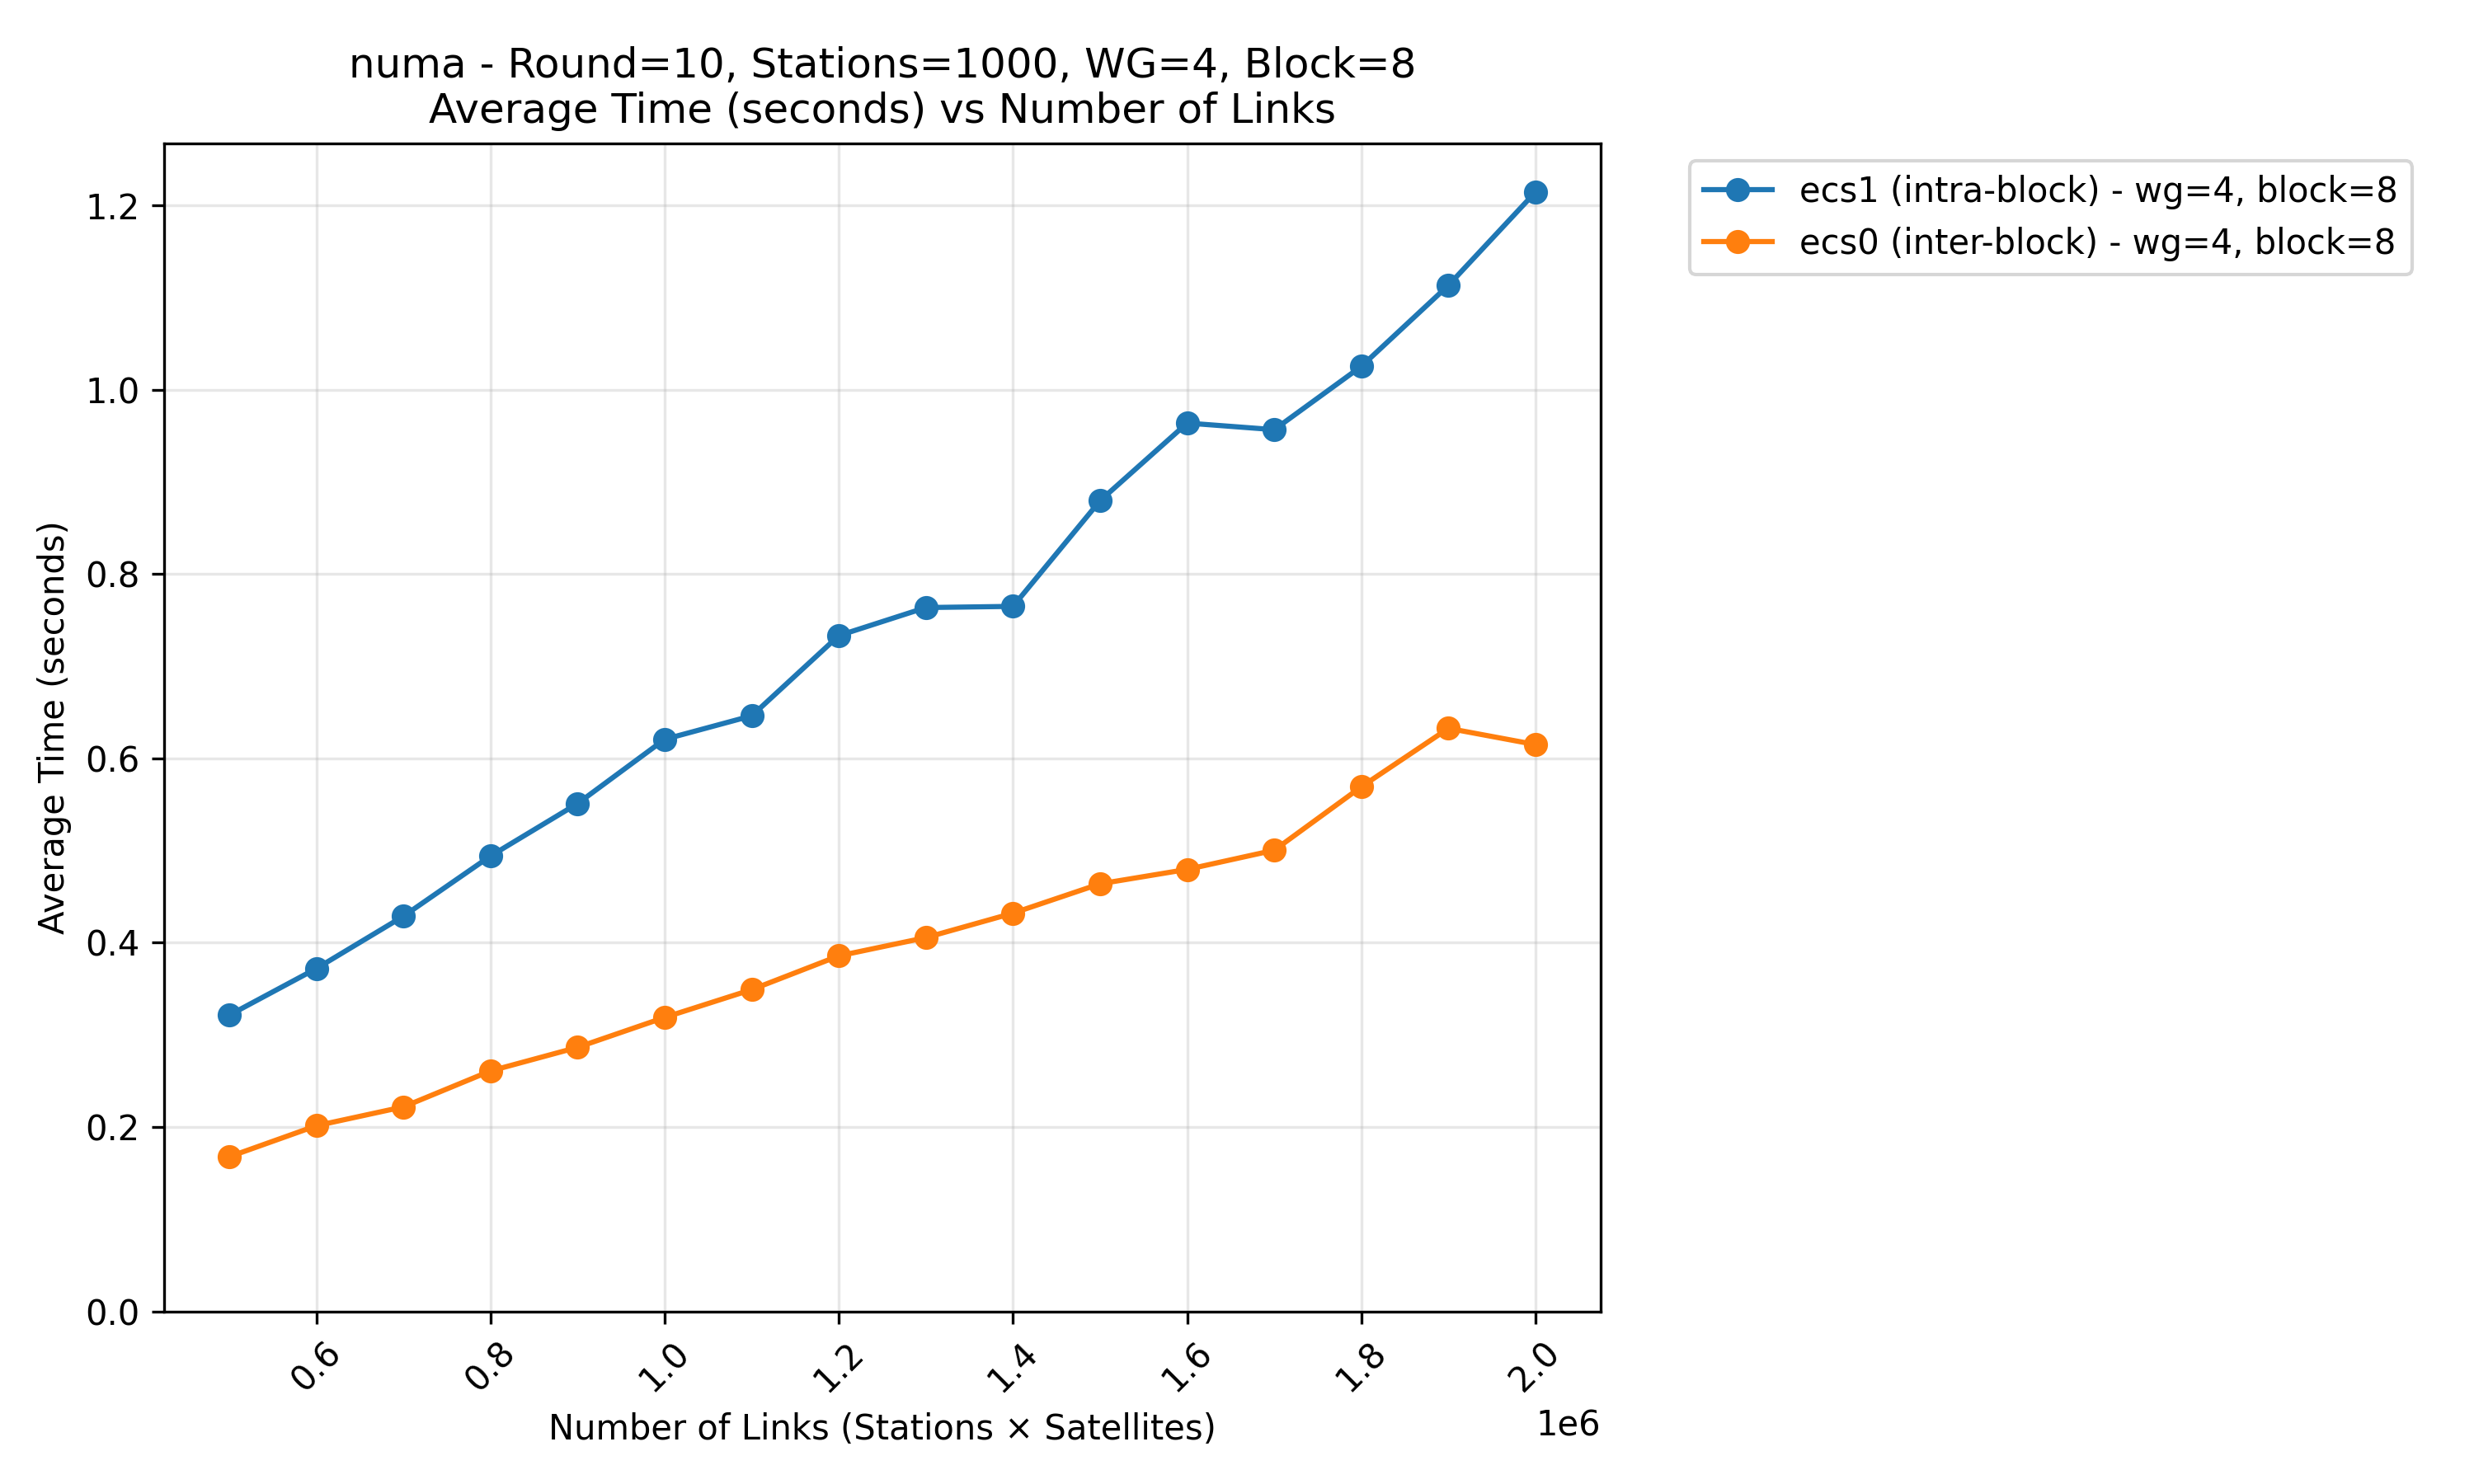 numa - Round=10, Stations=1000, WG=4, Block=8
Average Time (seconds) vs Number of Links
ecs1 (intra-block) - wg=4, block=8
ecs0 (inter-block) - wg=4, block=8
Average Time (seconds)
1.2
1.0
0.8
0.6
0.4
0.2
0.0
0.6
0.8
1.0
1.2
1.4
1.6
1.8
2.0
1e6
Number of Links (Stations × Satellites)